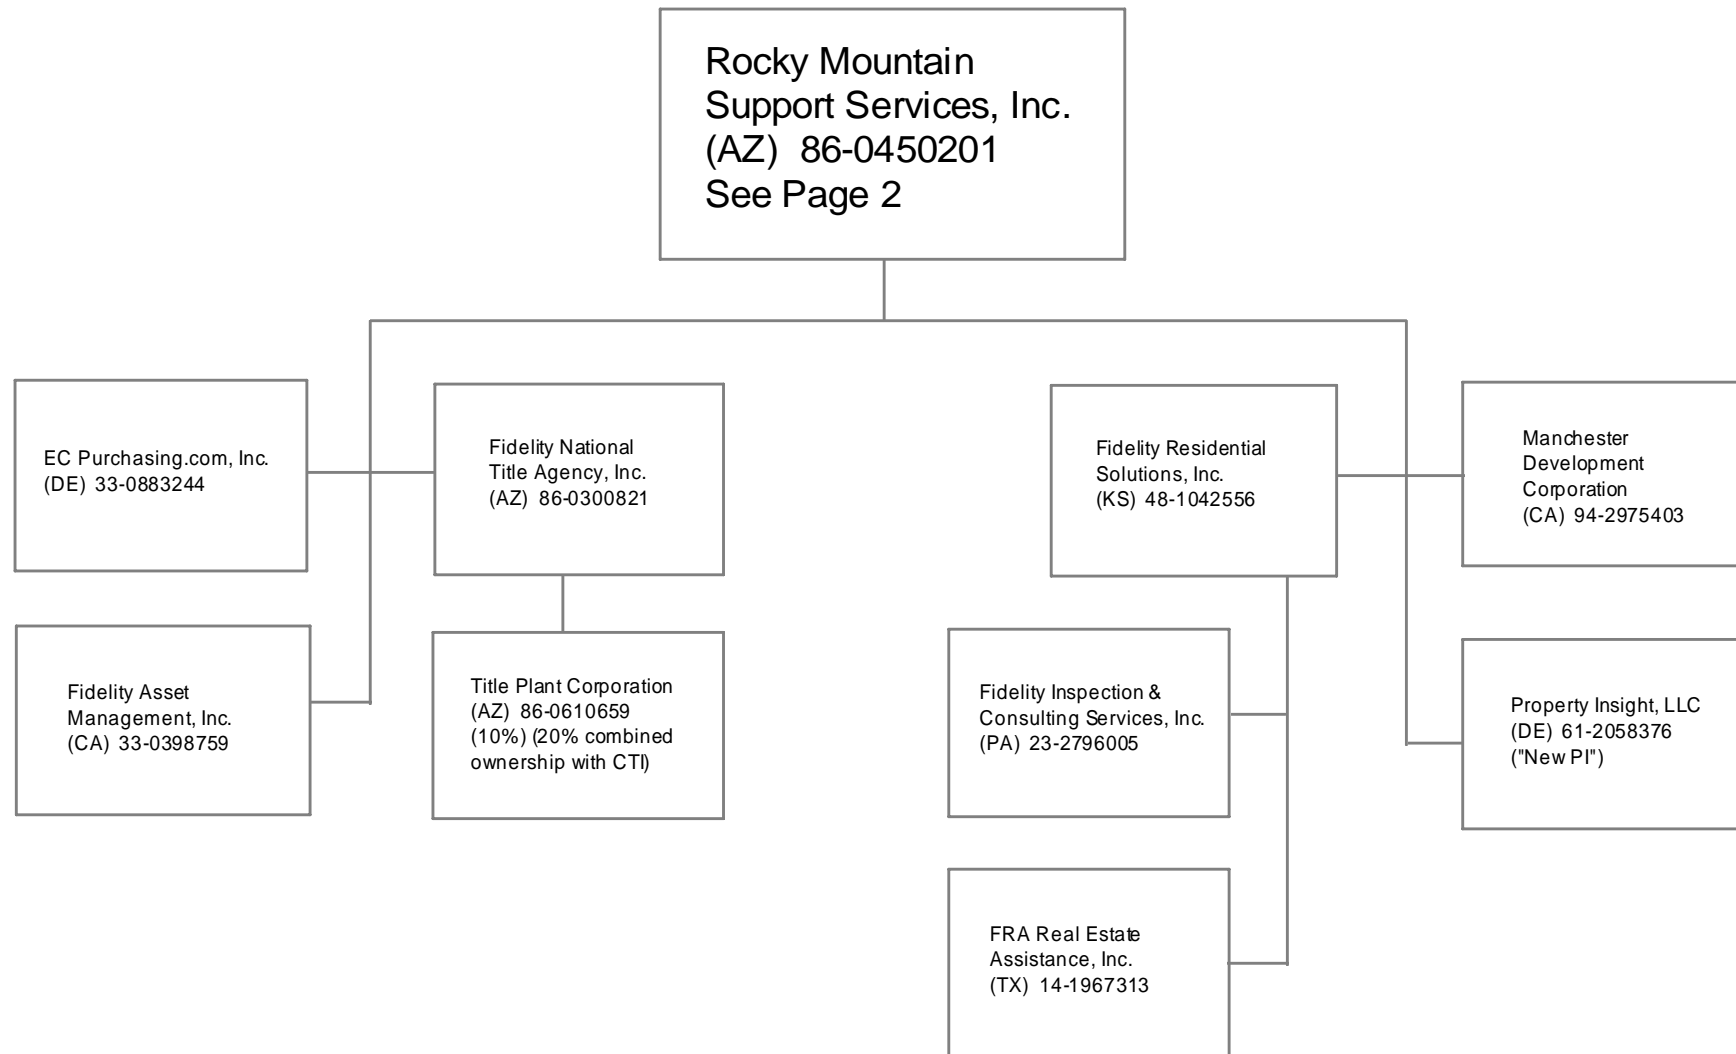 Rocky Mountain
Support Services, Inc.
(AZ) 86-0450201
See Page 2
EC Purchasing.com, Inc.
(DE) 33-0883244
Fidelity National
Title Agency, Inc.
(AZ) 86-0300821
Fidelity Residential
Solutions, Inc.
(KS) 48-1042556
Manchester
Development
Corporation
(CA) 94-2975403
Fidelity Asset
Management, Inc.
(CA) 33-0398759
Title Plant Corporation
(AZ) 86-0610659
(10%) (20% combined
ownership with CTI)
Fidelity Inspection &
Consulting Services, Inc.
(PA) 23-2796005
Property Insight, LLC
(DE) 61-2058376
("New PI")
FRA Real Estate
Assistance, Inc.
(TX) 14-1967313